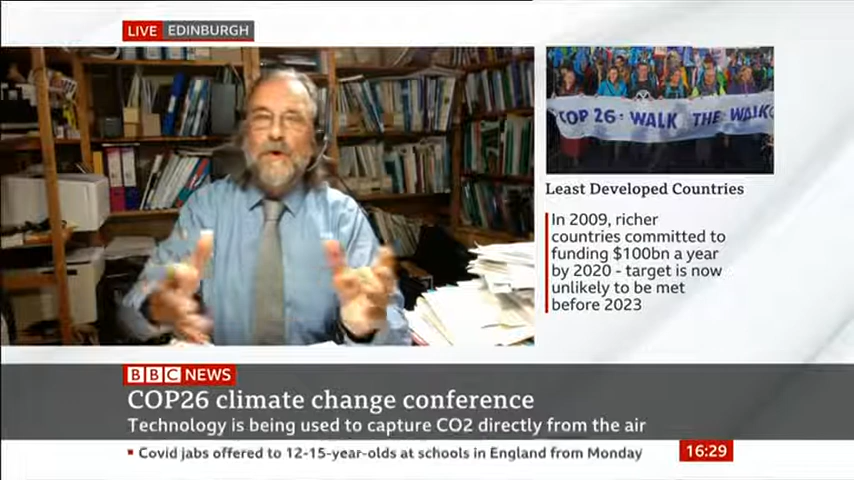 LIVE EDINBURGH
COP 26: WALK THE WALK
Least Developed Countries
In 2009, richer
countries committed to
funding $100bn a year
by 2020 - target is now
unlikely to be met
before 2023
BBC NEWS
COP26 climate change conference
Technology is being used to capture CO2 directly from the air
Covid jabs offered to 12-15-year-olds at schools in England from Monday
16:29